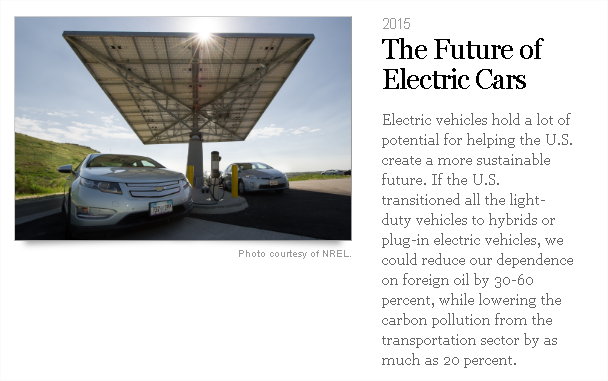 2015
The Future of
Electric Cars
Electric vehicles hold a lot of
potential for helping the U.S.
create a more sustainable
future. If the U.S.
transitioned all the light-
duty vehicles to hybrids or
plug-in electric vehicles, we
could reduce our dependence
on foreign oil by 30-60
percent, while lowering the
carbon pollution from the
transportation sector by as
much as 20 percent.
Photo courtesy of NREL.